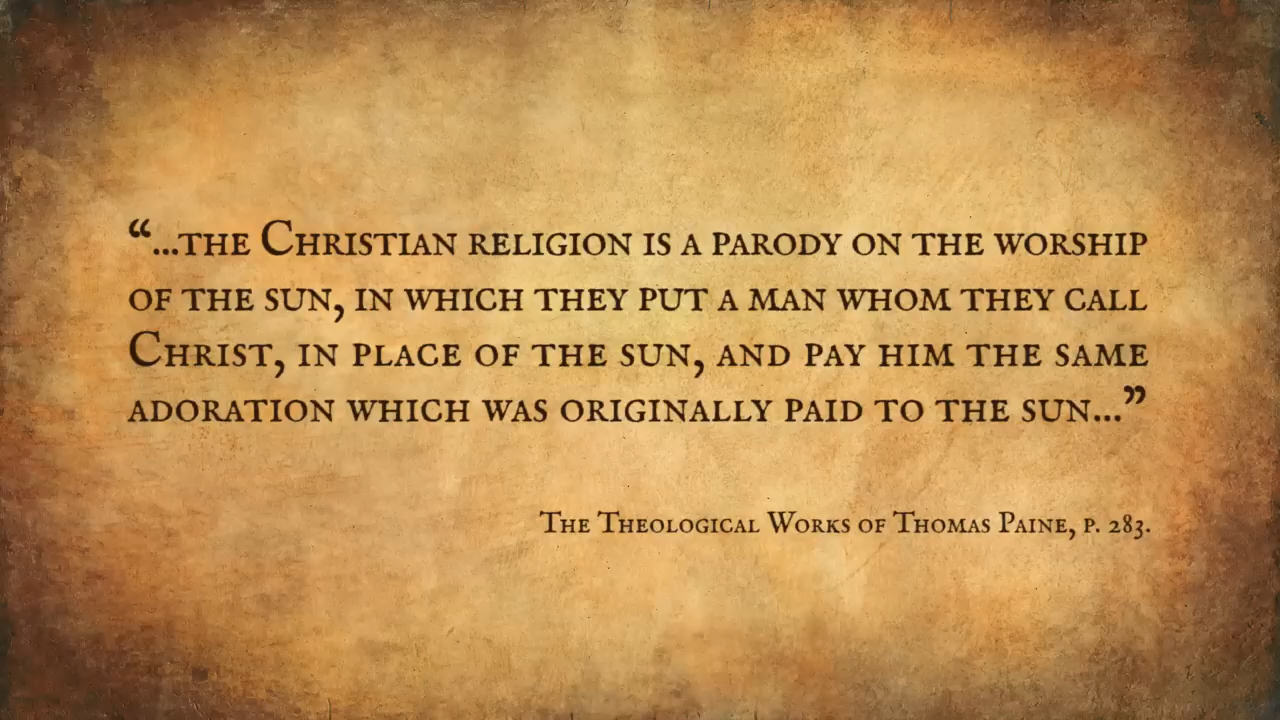 “...the Christian religion is a parody on the worship
of the sun, in which they put a man whom they call
Christ, in place of the sun, and pay him the same
adoration which was originally paid to the sun...”
The Theological Works of Thomas Paine, p. 283.